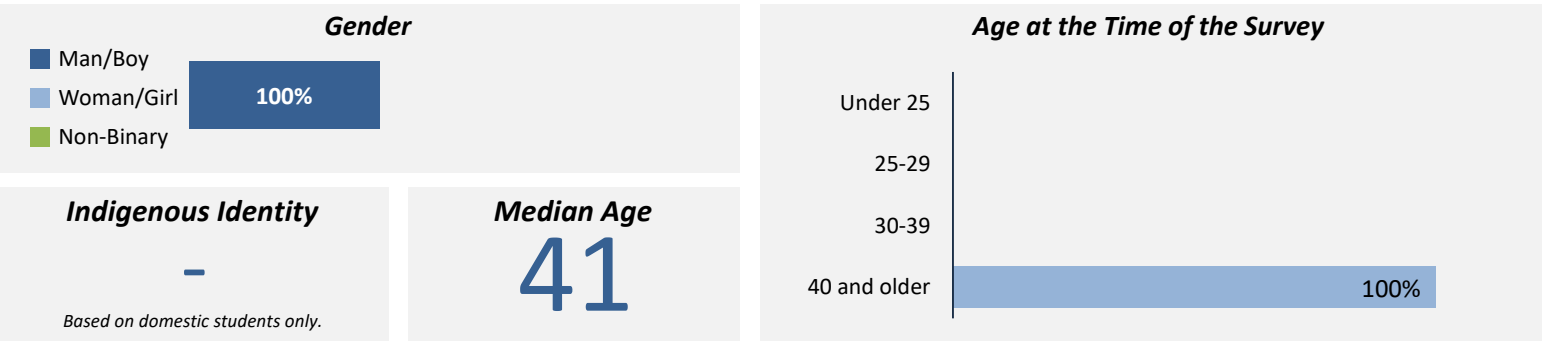 Gender
Man/Boy
Woman/Girl
Non-Binary
100%
Indigenous Identity
-
Based on domestic students only.
Median Age
41
Age at the Time of the Survey
Under 25
25-29
30-39
40 and older
100%